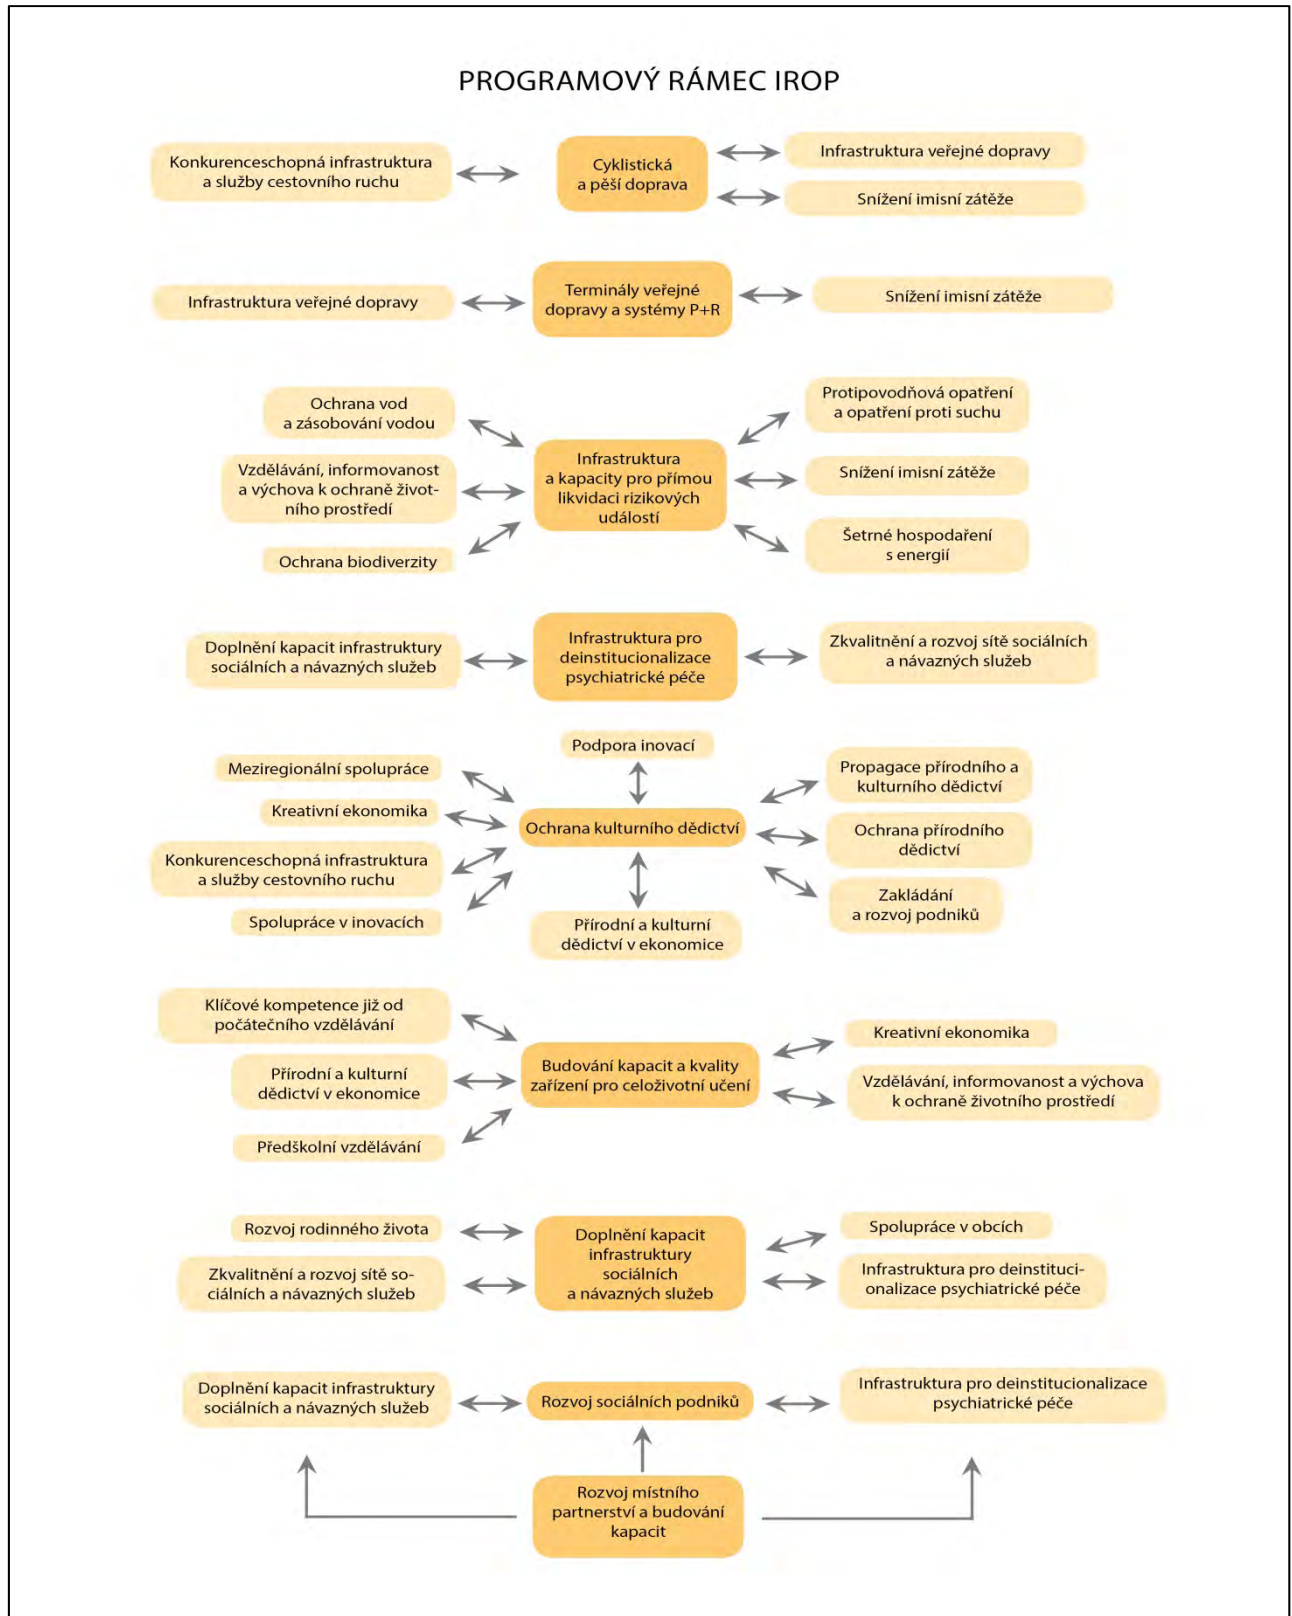 PROGRAMOVÝ RÁMEC IROP
Konkurenceschopná infrastruktura
a služby cestovního ruchu
Cyklistická
a pěší doprava
Infrastruktura veřejné dopravy
Snížení imisní zátěže
Infrastruktura veřejné dopravy
Terminály veřejné
dopravy a systémy P+R
Snížení imisní zátěže
Ochrana vod
a zásobování vodou
Vzdělávání, informovanost
a výchova k ochraně život-
ního prostředí
Ochrana biodiverzity
Infrastruktura
a kapacity pro přímou
likvidaci rizikových
událostí
Protipovodňová opatření
a opatření proti suchu
Snížení imisní zátěže
Šetrné hospodaření
s energií
Doplnění kapacit infrastruktury
sociálních a návazných služeb
Infrastruktura pro
deinstitucionalizace
psychiatrické péče
Zkvalitnění a rozvoj sítě sociálních
a návazných služeb
Podpora inovací
Meziregionální spolupráce
Kreativní ekonomika
Konkurenceschopná infrastruktura
a služby cestovního ruchu
Spolupráce v inovacích
Ochrana kulturního dědictví
Přírodní a kulturní
dědictví v ekonomice
Propagace přírodního a
kulturního dědictví
Ochrana přírodního
dědictví
Zakládání
a rozvoj podniků
Klíčové kompetence již od
počátečního vzdělávání
Přírodní a kulturní
dědictví v ekonomice
Předškolní vzdělávání
Budování kapacit a kvality
zařízení pro celoživotní učení
Kreativní ekonomika
Vzdělávání, informovanost a výchova
k ochraně životního prostředí
Rozvoj rodinného života
Zkvalitnění a rozvoj sítě so-
ciálních a návazných služeb
Doplnění kapacit
infrastruktury
sociálních
a návazných služeb
Spolupráce v obcích
Infrastruktura pro deinstituci-
onalizace psychiatrické péče
Doplnění kapacit infrastruktury
sociálních a návazných služeb
Rozvoj sociálních podniků
Infrastruktura pro deinstitucionalizace
psychiatrické péče
Rozvoj místního
partnerství a budování
kapacit